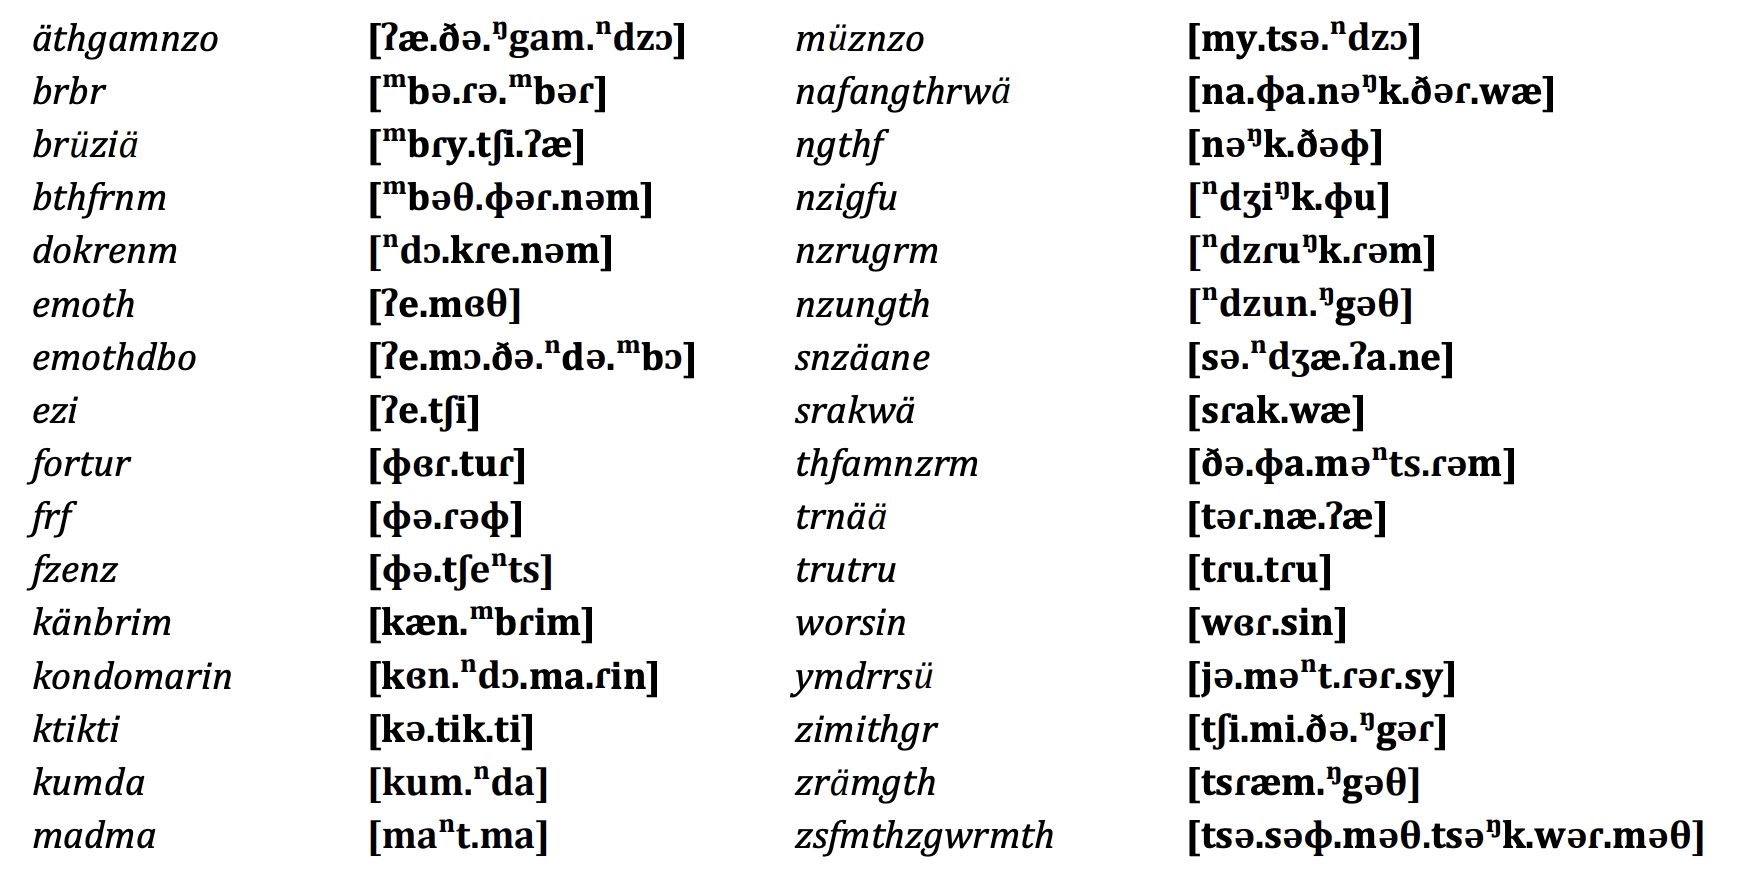 äthgamnzo [ʔæ.ðə.ᵑgam.ⁿdzɔ] müznzo [my.tsə.ⁿdzɔ]
brbr [ᵐbə.ɾə.ᵐbəɾ] nafangthrwä [na.ɸa.nəᵑk.ðəɾ.wæ]
brüziä [ᵐbɾy.tʃi.ʔæ] ngthf [nəᵑk.ðəɸ]
bthfrnm [ᵐbəθ.ɸəɾ.nəm] nzigfu [ⁿdʒiᵑk.ɸu]
dokrenm [ⁿdɔ.kɾe.nəm] nzrugrm [ⁿdzɾuᵑk.ɾəm]
emoth [ʔe.mɞθ] nzungth [ⁿdzun.ᵑgəθ]
emothdbo [ʔe.mɔ.ðə.ⁿdə.ᵐbɔ] snzäane [sə.ⁿdʒæ.ʔa.ne]
ezi [ʔe.tʃi] srakwä [sɾak.wæ]
fortur [ɸɞɾ.tuɾ] thfamnzrm [ðə.ɸa.məⁿts.ɾəm]
frf [ɸə.ɾəɸ] trnää [təɾ.næ.ʔæ]
fzenz [ɸə.tʃeⁿts] trutru [tɾu.tɾu]
känbrim [kæn.ᵐbɾim] worsin [wɞɾ.sin]
kondomarin [kɞn.ⁿdɔ.ma.ɾin] ymdrrsü [jə.məⁿt.ɾəɾ.sy]
ktikti [kə.tik.ti] zimithgr [tʃi.mi.ðə.ᵑgəɾ]
kumda [kum.ⁿda] zrämgth [tsɾæm.ᵑgəθ]
madma [maⁿt.ma] zsfmthzgwrmth [tsə.səɸ.məθ.tsəᵑk.wəɾ.məθ]